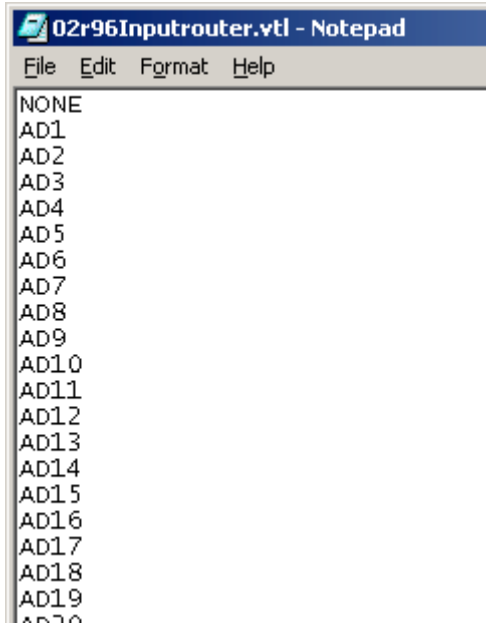 02r96Inputrouter.vtl - Notepad
File Edit Format Help
NONE
AD1
AD2
AD3
AD4
AD5
AD6
AD7
AD8
AD9
AD10
AD11
AD12
AD13
AD14
AD15
AD16
AD17
AD18
AD19
AD20